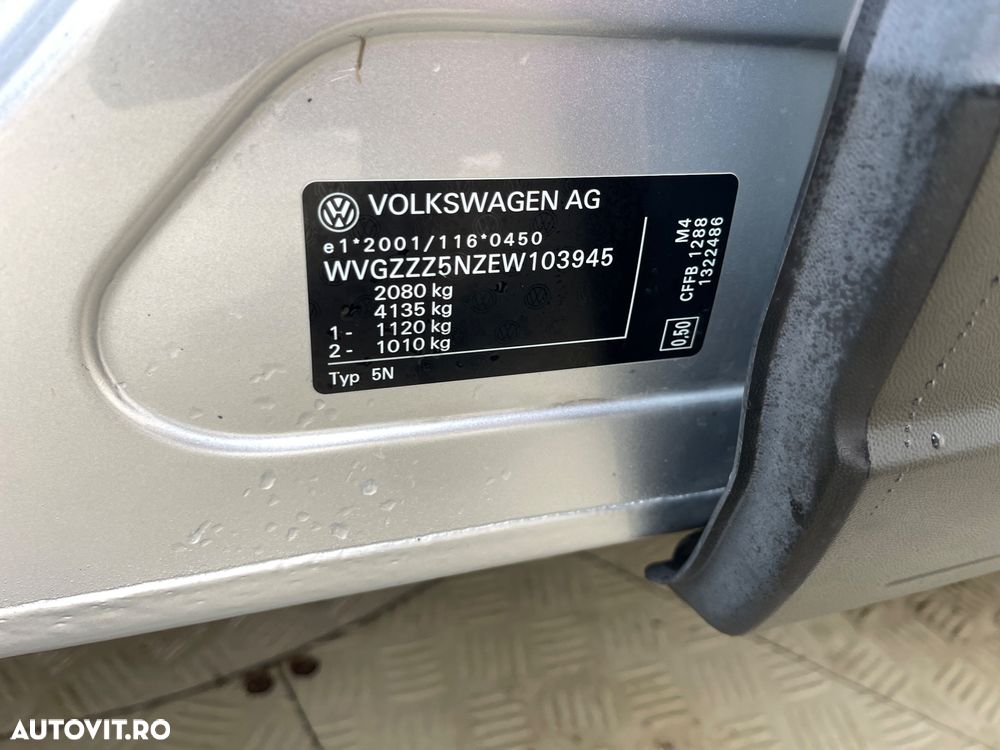 VOLKSWAGEN AG
e1*2001/116*0450
WVGZZZ5NZEW103945
2080 kg
4135 kg
1- 1120 kg
2- 1010 kg
Typ 5N
M4
CFFB 1288
1322486
0,50
AUTOVIT.RO